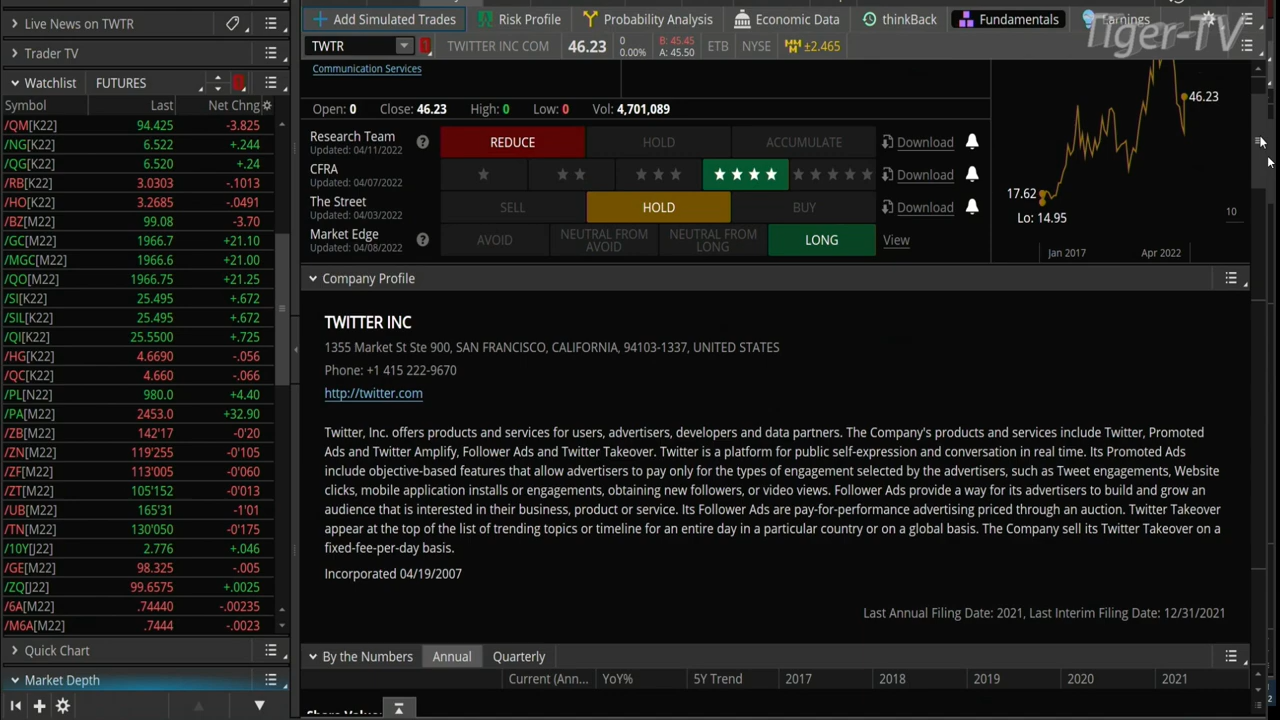 Live News on TWTR
Trader TV
Watchlist FUTURES
Symbol Last Net Chng
/QM[K22] 94.425 -3.825
/NG[K22] 6.522 +.244
/QG[K22] 6.520 +.24
/RB[K22] 3.0303 -.1013
/HO[K22] 3.2685 -.0491
/BZ[M22] 99.08 -3.70
/GC[M22] 1966.7 +21.10
/MGC[M22] 1966.6 +21.00
/QO[M22] 1966.75 +21.25
/SI[K22] 25.495 +.672
/SIL[K22] 25.495 +.672
/QI[K22] 25.5500 +.725
/HG[K22] 4.6690 -.056
/QC[K22] 4.660 -.066
/PL[N22] 980.0 +4.40
/PA[M22] 2453.0 +32.90
/ZB[M22] 142'17 -0'20
/ZN[M22] 119'255 -0'105
/ZF[M22] 113'005 -0'060
/ZT[M22] 105'152 -0'013
/UB[M22] 165'31 -1'01
/TN[M22] 130'050 -0'175
/10Y[J22] 2.776 +.046
/GE[M22] 98.325 -.005
/ZQ[J22] 99.6575 +.0025
/6A[M22] .74440 -.00235
/M6A[M22] .7444 -.0023
Quick Chart
Market Depth
Add Simulated Trades Risk Profile Probability Analysis Economic Data thinkBack Fundamentals Earnings
Tiger-TV
TWTR TWITTER INC COM 46.23 0 0.00% B: 45.45 A: 45.50 ETB NYSE ±2.465
Communication Services
Open: 0 Close: 46.23 High: 0 Low: 0 Vol: 4,701,089
Research Team Updated: 04/11/2022 REDUCE HOLD ACCUMULATE Download
CFRA Updated: 04/07/2022 Download
The Street Updated: 04/03/2022 SELL HOLD BUY Download
Market Edge Updated: 04/08/2022 AVOID NEUTRAL FROM AVOID NEUTRAL FROM LONG LONG View
46.23
17.62
Lo: 14.95
10
Jan 2017 Apr 2022
Company Profile
TWITTER INC
1355 Market St Ste 900, SAN FRANCISCO, CALIFORNIA, 94103-1337, UNITED STATES
Phone: +1 415 222-9670
http://twitter.com
Twitter, Inc. offers products and services for users, advertisers, developers and data partners. The Company's products and services include Twitter, Promoted
Ads and Twitter Amplify, Follower Ads and Twitter Takeover. Twitter is a platform for public self-expression and conversation in real time. Its Promoted Ads
include objective-based features that allow advertisers to pay only for the types of engagement selected by the advertisers, such as Tweet engagements, Website
clicks, mobile application installs or engagements, obtaining new followers, or video views. Follower Ads provide a way for its advertisers to build and grow an
audience that is interested in their business, product or service. Its Follower Ads are pay-for-performance advertising priced through an auction. Twitter Takeover
appear at the top of the list of trending topics or timeline for an entire day in a particular country or on a global basis. The Company sell its Twitter Takeover on a
fixed-fee-per-day basis.
Incorporated 04/19/2007
Last Annual Filing Date: 2021, Last Interim Filing Date: 12/31/2021
By the Numbers Annual Quarterly
Current (Ann... YoY% 5Y Trend 2017 2018 2019 2020 2021